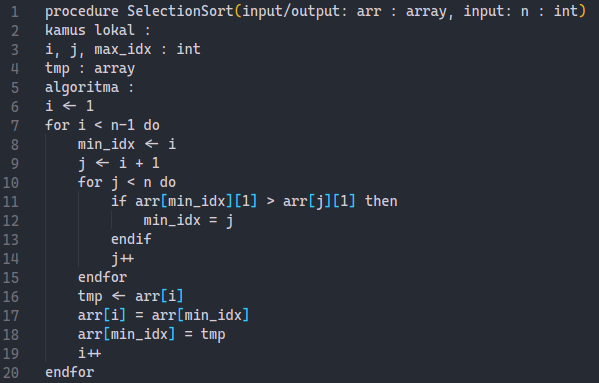 1 procedure SelectionSort(input/output: arr : array, input: n : int)
2 kamus lokal :
3 i, j, max_idx : int
4 tmp : array
5 algoritma :
6 i <- 1
7 for i < n-1 do
8     min_idx <- i
9     j <- i + 1
10     for j < n do
11         if arr[min_idx][1] > arr[j][1] then
12             min_idx = j
13         endif
14         j++
15     endfor
16     tmp <- arr[i]
17     arr[i] = arr[min_idx]
18     arr[min_idx] = tmp
19     i++
20 endfor